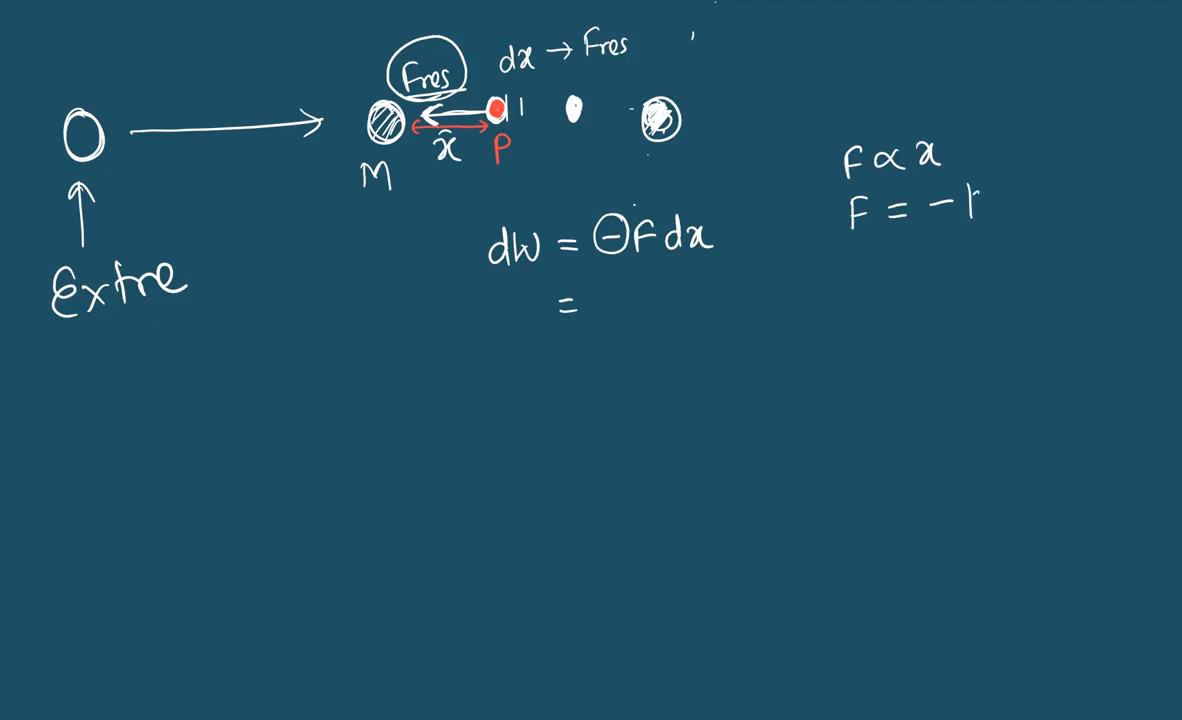 dx → Fres
Fres
x
P
M
F ∝ x
F = -
dW = ⊖F dx
=
Extre